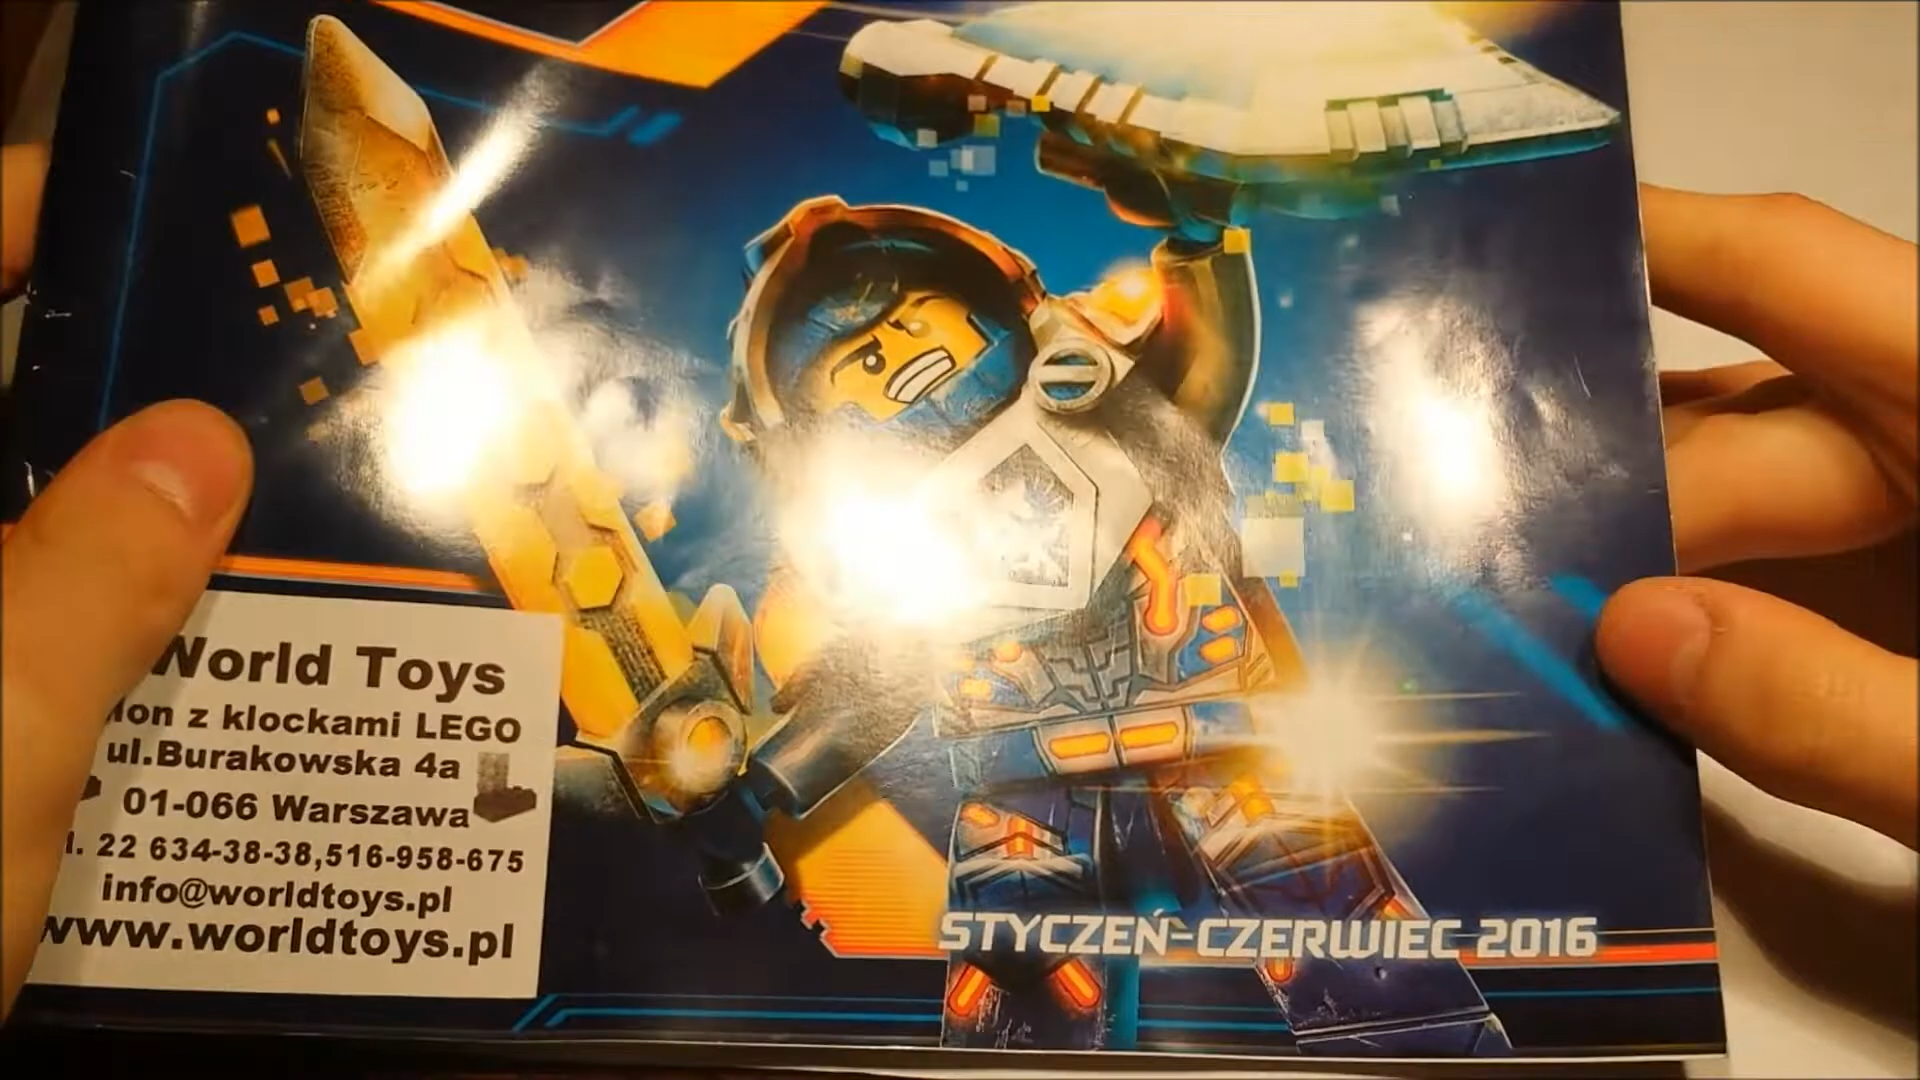 World Toys
z klockami LEGO
ul.Burakowska 4a
01-066 Warszawa
22 634-38-38,516-958-675
info@worldtoys.pl
www.worldtoys.pl
STYCZEŃ-CZERWIEC 2016